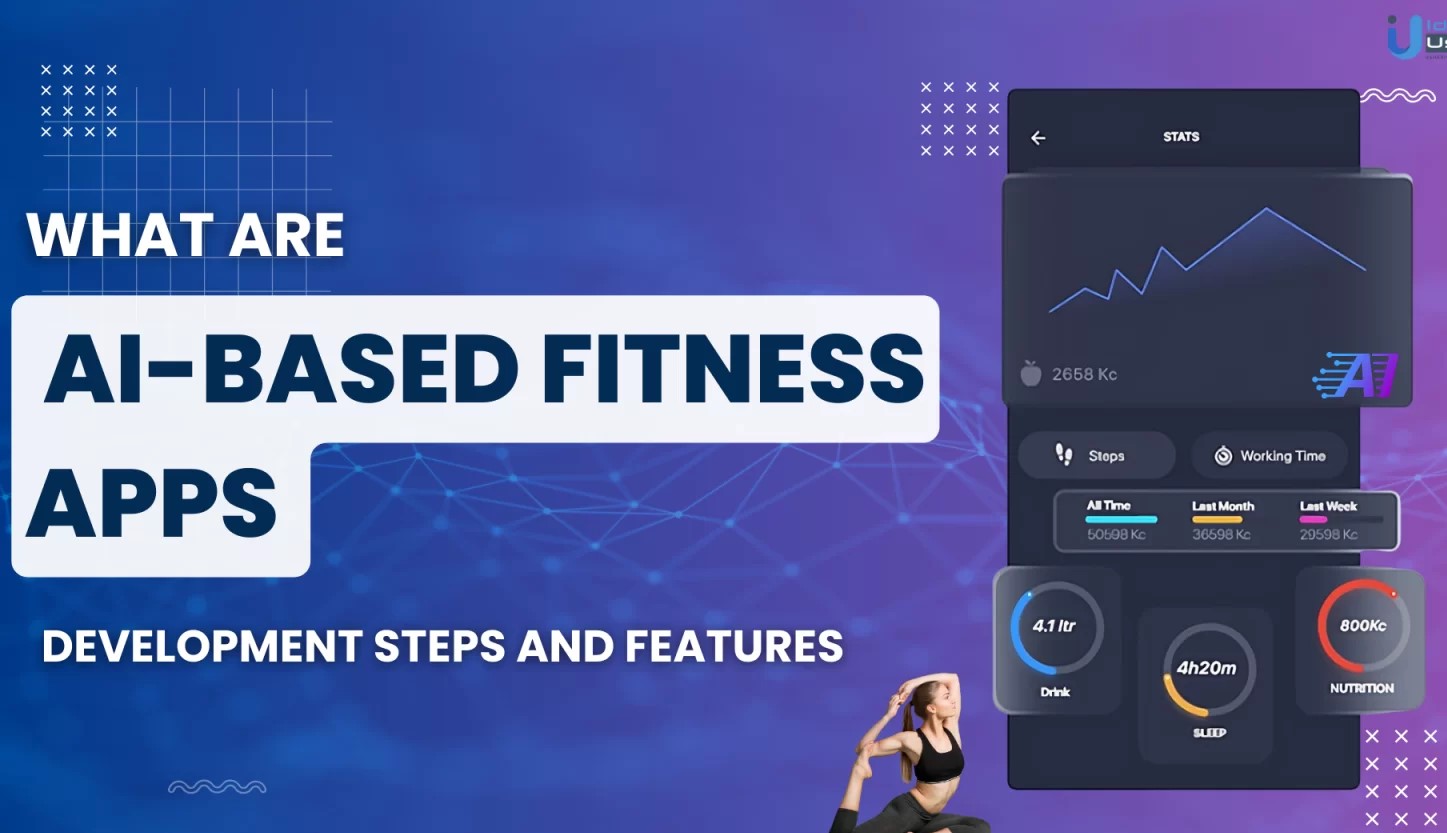 WHAT ARE
AI-BASED FITNESS
APPS
DEVELOPMENT STEPS AND FEATURES
STATS
2658 Kc
AI
Steps
Working Time
All Time
Last Month
Last Week
50598 Kc
36598 Kc
29598 Kc
4.1 ltr
Drink
4h20m
SLEEP
800Kc
NUTRITION